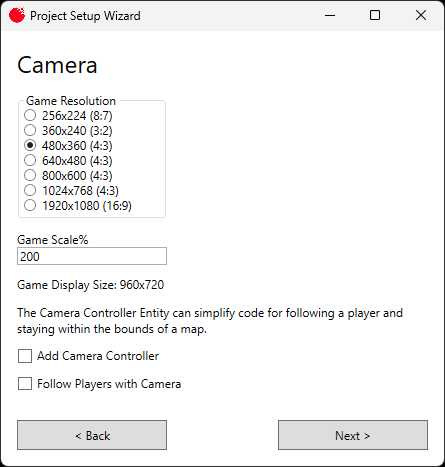 Project Setup Wizard
Camera
Game Resolution
256x224 (8:7)
360x240 (3:2)
480x360 (4:3)
640x480 (4:3)
800x600 (4:3)
1024x768 (4:3)
1920x1080 (16:9)
Game Scale%
200
Game Display Size: 960x720
The Camera Controller Entity can simplify code for following a player and
staying within the bounds of a map.
Add Camera Controller
Follow Players with Camera
< Back
Next >